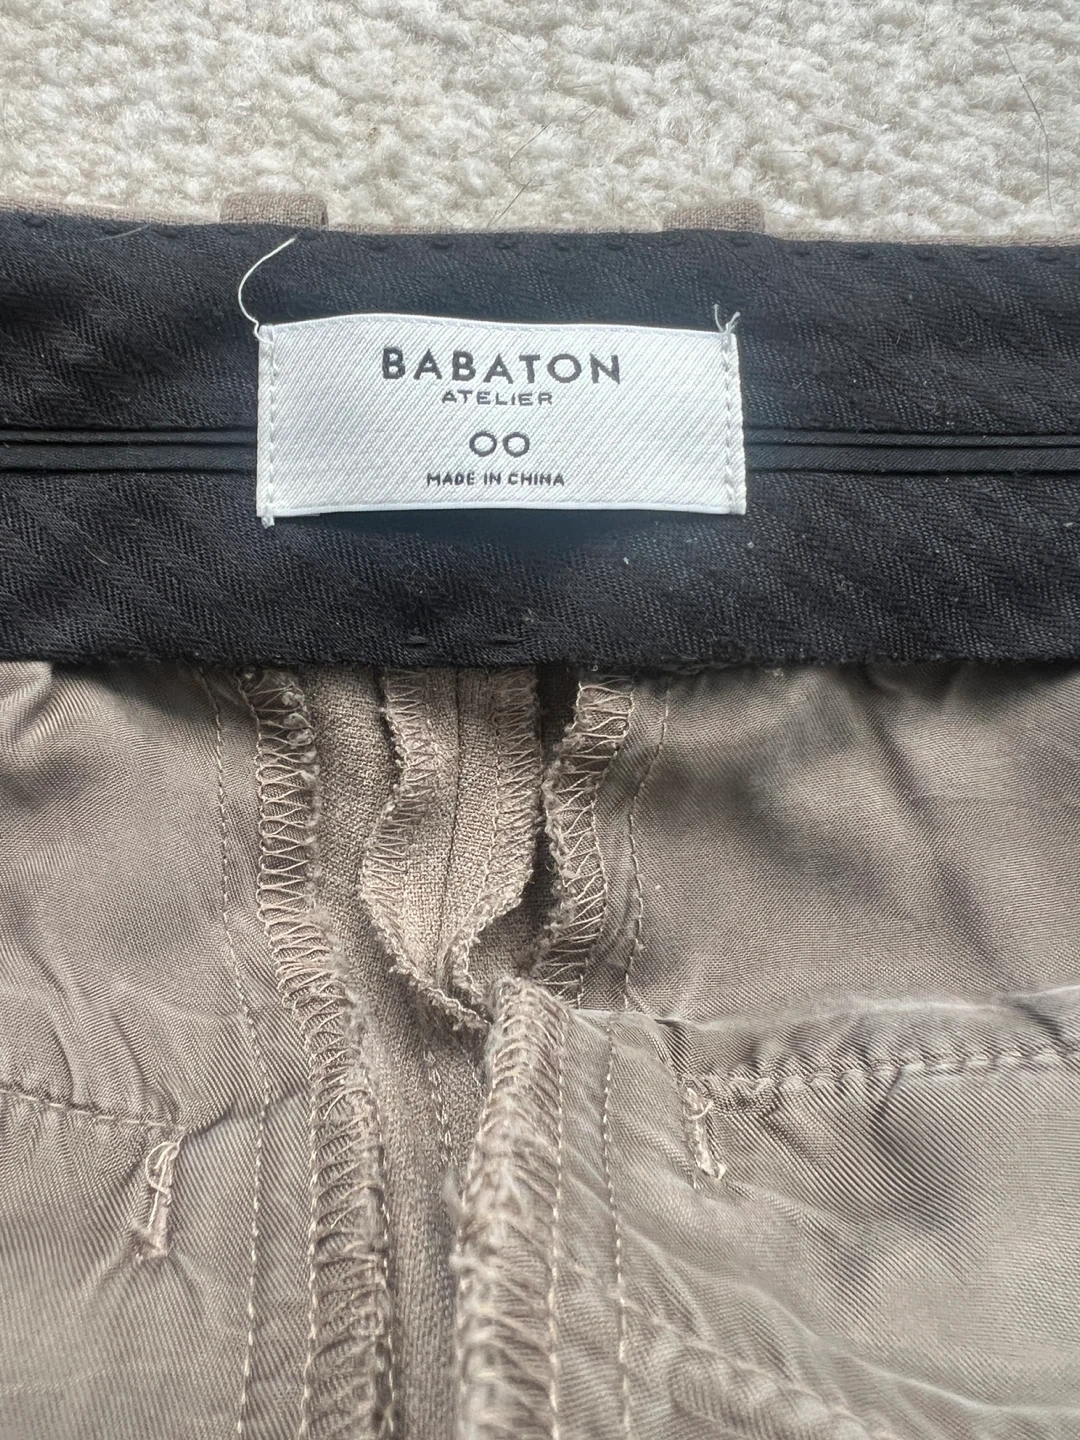 BABATON
ATELIER
00
MADE IN CHINA